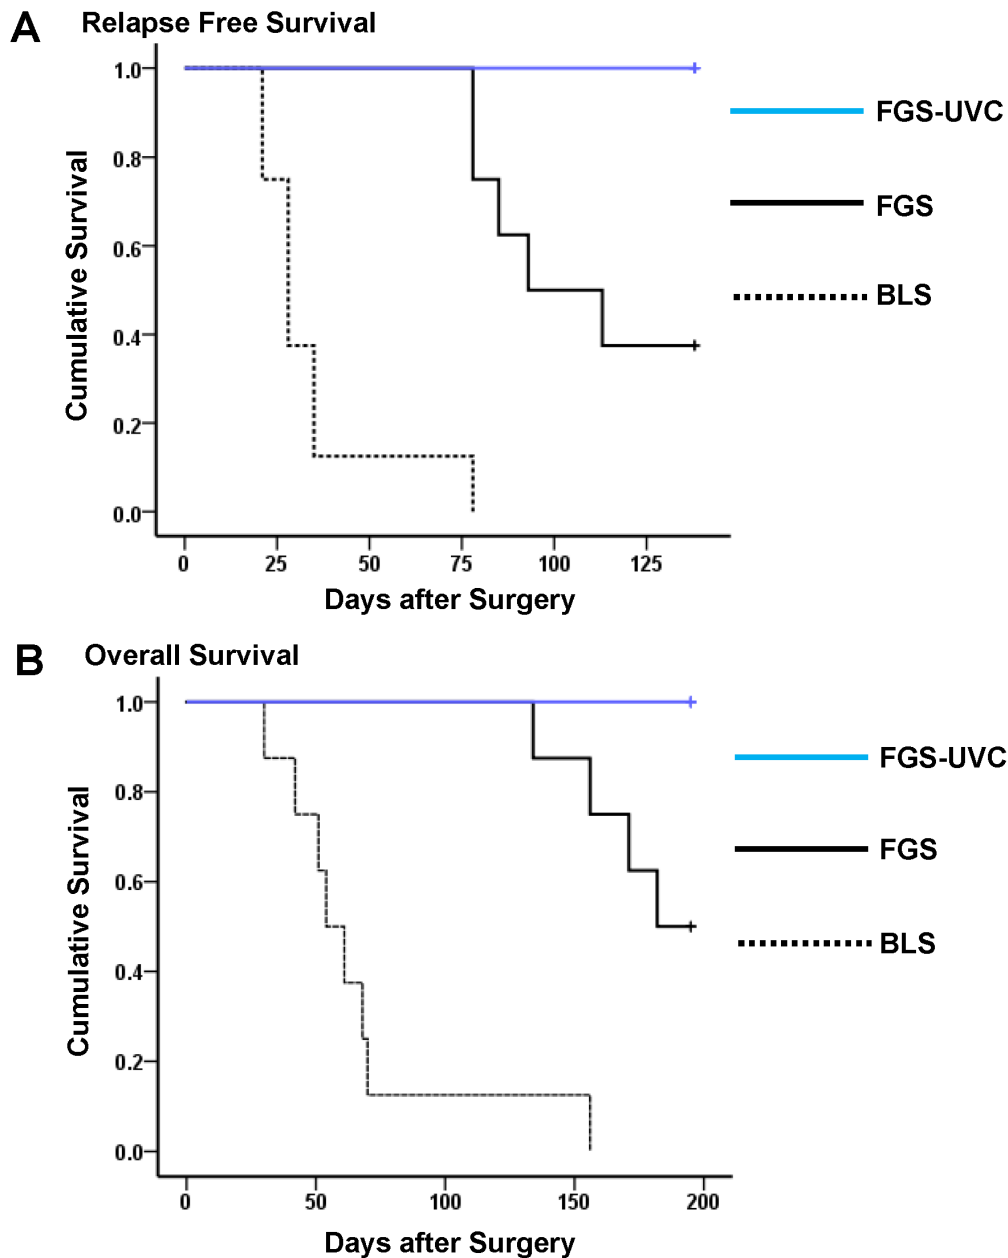 A Relapse Free Survival
1.0
0.8
0.6
0.4
0.2
0.0
Cumulative Survival
0 25 50 75 100 125
Days after Surgery
FGS-UVC
FGS
BLS
B Overall Survival
1.0
0.8
0.6
0.4
0.2
0.0
Cumulative Survival
0 50 100 150 200
Days after Surgery
FGS-UVC
FGS
BLS